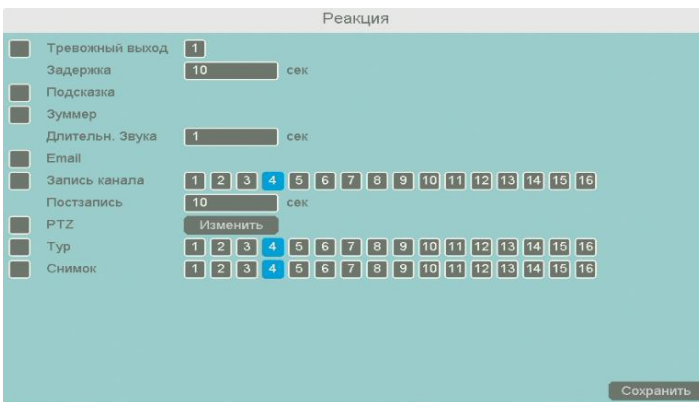 Реакция
Тревожный выход 1
Задержка 10 сек
Подсказка
Зуммер
Длительн. Звука 1 сек
Email
Запись канала 1 2 3 4 5 6 7 8 9 10 11 12 13 14 15 16
Постзапись 10 сек
PTZ Изменить
Тур 1 2 3 4 5 6 7 8 9 10 11 12 13 14 15 16
Снимок 1 2 3 4 5 6 7 8 9 10 11 12 13 14 15 16
Сохранить